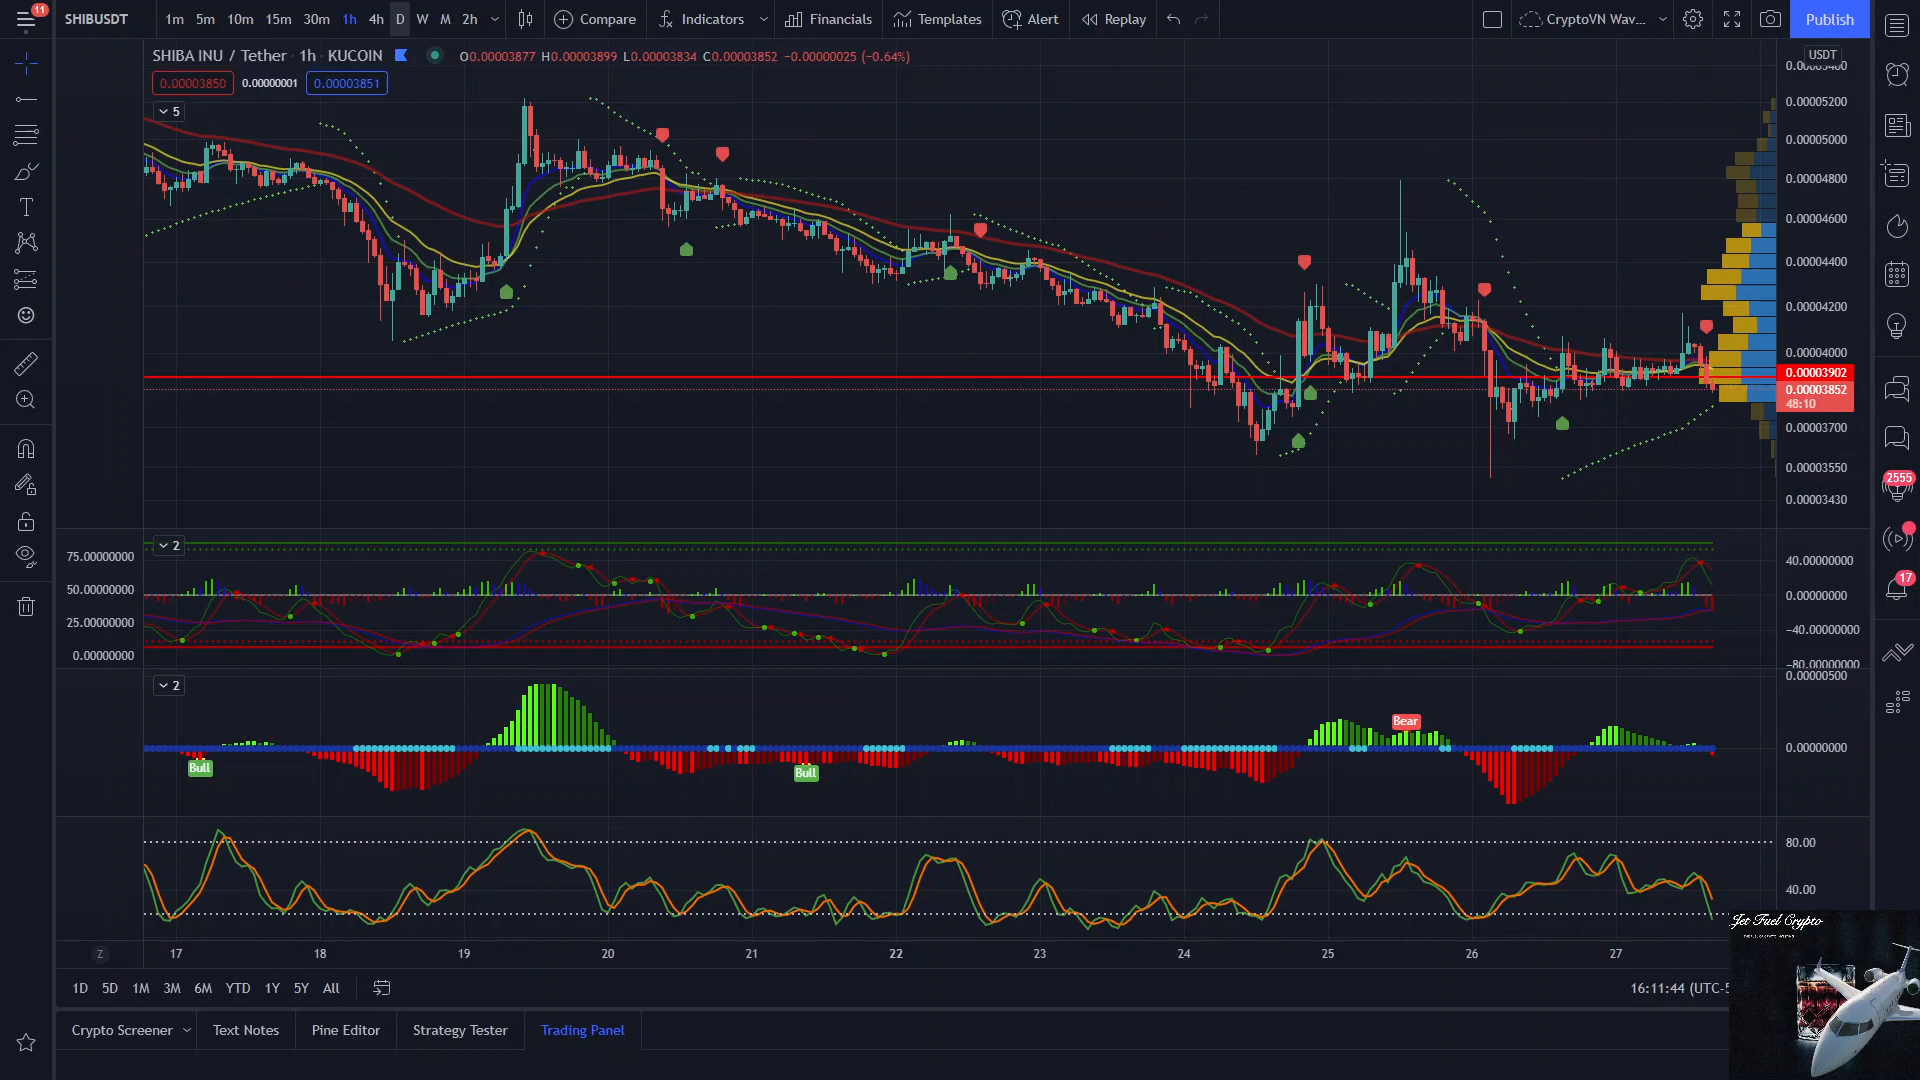 11
SHIBUSDT 1m 5m 10m 15m 30m 1h 4h D W M 2h Compare Indicators Financials Templates Alert Replay CryptoVN Wav... Publish
SHIBA INU / Tether · 1h · KUCOIN O0.00003877 H0.00003899 L0.00003834 C0.00003852 −0.00000025 (−0.64%)
USDT
0.00003850 0.00000001 0.00003851
5
0.00005200
0.00005000
0.00004800
0.00004600
0.00004400
0.00004200
0.00004000
0.00003902
0.00003852
48:10
0.00003700
0.00003550
0.00003430
2555
17
2
75.00000000
50.00000000
25.00000000
0.00000000
40.00000000
0.00000000
−40.00000000
−80.00000000
2
0.00000500
0.00000000
Bull
Bull
Bear
80.00
40.00
Jet Fuel Crypto
Z 17 18 19 20 21 22 23 24 25 26 27
1D 5D 1M 3M 6M YTD 1Y 5Y All 16:11:44 (UTC-5
Crypto Screener Text Notes Pine Editor Strategy Tester Trading Panel